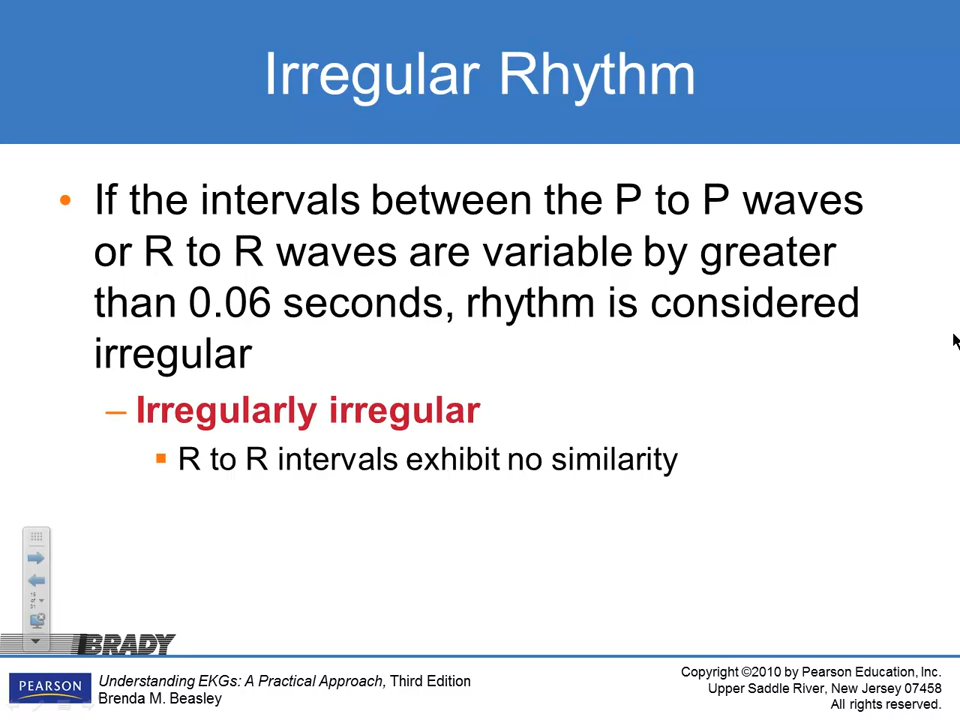 Irregular Rhythm
• If the intervals between the P to P waves
or R to R waves are variable by greater
than 0.06 seconds, rhythm is considered
irregular
– Irregularly irregular
▪ R to R intervals exhibit no similarity
BRADY
PEARSON
Understanding EKGs: A Practical Approach, Third Edition
Brenda M. Beasley
Copyright ©2010 by Pearson Education, Inc.
Upper Saddle River, New Jersey 07458
All rights reserved.